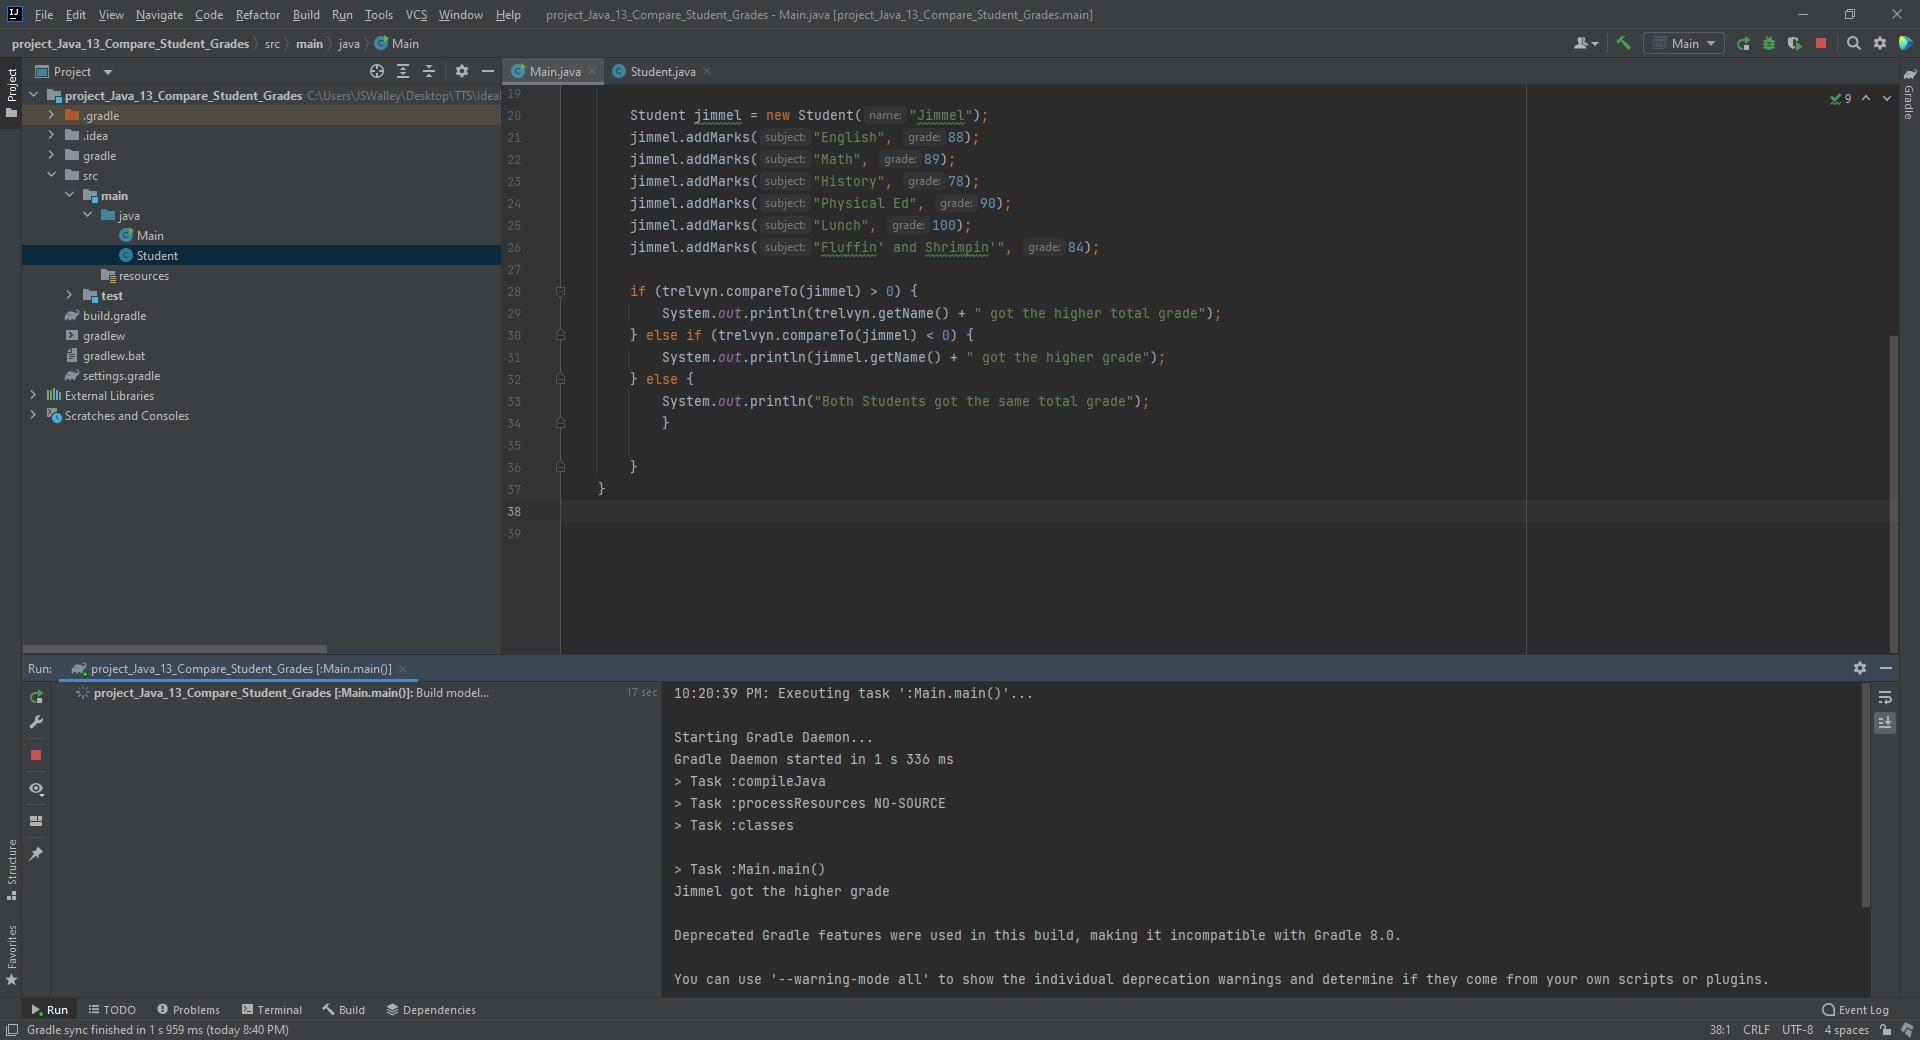 File Edit View Navigate Code Refactor Build Run Tools VCS Window Help project_Java_13_Compare_Student_Grades - Main.java [project_Java_13_Compare_Student_Grades.main]
project_Java_13_Compare_Student_Grades src main java Main
Main
Project
Main.java
Student.java
Project
Gradle
project_Java_13_Compare_Student_Grades C:\Users\JSWalley\Desktop\TTS\Ideal
.gradle
.idea
gradle
src
main
java
Main
Student
resources
test
build.gradle
gradlew
gradlew.bat
settings.gradle
External Libraries
Scratches and Consoles
9
19
20 Student jimmel = new Student( name: "Jimmel");
21 jimmel.addMarks( subject: "English", grade: 88);
22 jimmel.addMarks( subject: "Math", grade: 89);
23 jimmel.addMarks( subject: "History", grade: 78);
24 jimmel.addMarks( subject: "Physical Ed", grade: 90);
25 jimmel.addMarks( subject: "Lunch", grade: 100);
26 jimmel.addMarks( subject: "Fluffin' and Shrimpin'", grade: 84);
27
28 if (trelvyn.compareTo(jimmel) > 0) {
29 System.out.println(trelvyn.getName() + " got the higher total grade");
30 } else if (trelvyn.compareTo(jimmel) < 0) {
31 System.out.println(jimmel.getName() + " got the higher grade");
32 } else {
33 System.out.println("Both Students got the same total grade");
34 }
35
36 }
37 }
38
39
Run: project_Java_13_Compare_Student_Grades [:Main.main()]
project_Java_13_Compare_Student_Grades [:Main.main()]: Build model... 17 sec
10:20:39 PM: Executing task ':Main.main()'...
Starting Gradle Daemon...
Gradle Daemon started in 1 s 336 ms
> Task :compileJava
> Task :processResources NO-SOURCE
> Task :classes
> Task :Main.main()
Jimmel got the higher grade
Deprecated Gradle features were used in this build, making it incompatible with Gradle 8.0.
You can use '--warning-mode all' to show the individual deprecation warnings and determine if they come from your own scripts or plugins.
Structure
Favorites
Run TODO Problems Terminal Build Dependencies Event Log
Gradle sync finished in 1 s 959 ms (today 8:40 PM) 38:1 CRLF UTF-8 4 spaces